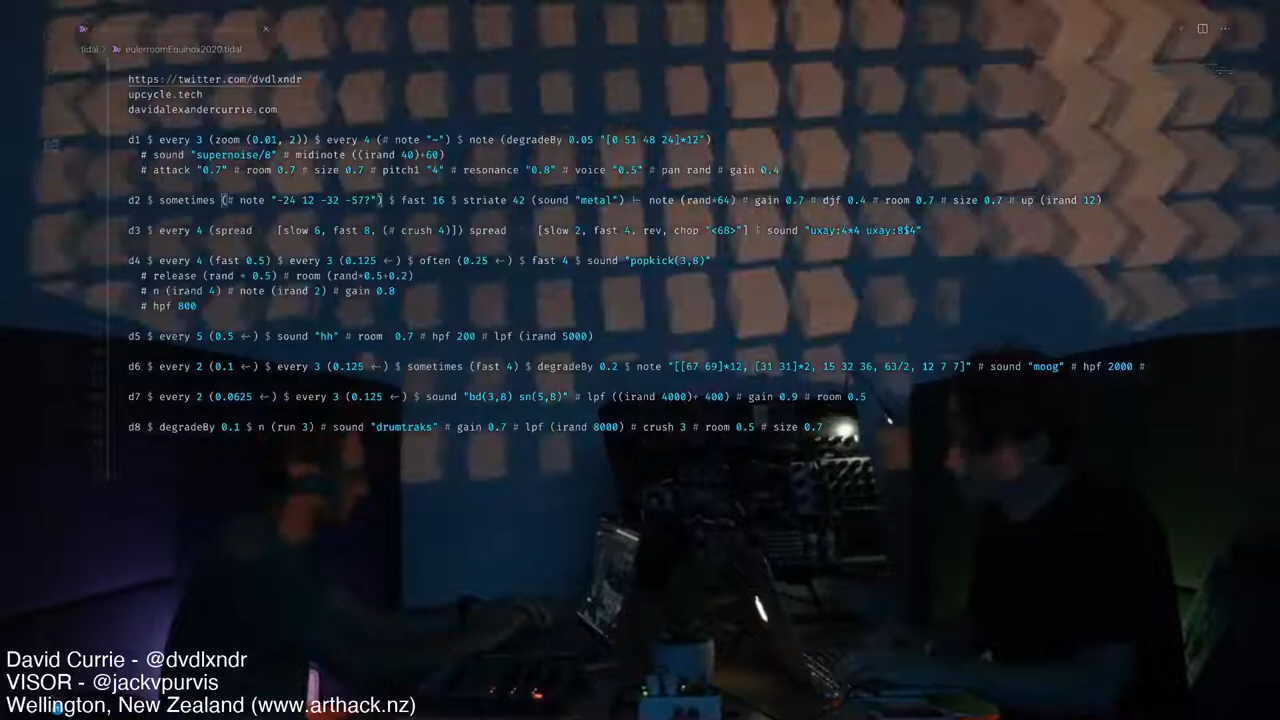 tidal > eulerroomEquinox2020.tidal
https://twitter.com/dvdlxndr
upcycle.tech
davidalexandercurrie.com
d1 $ every 3 (zoom (0.01, 2)) $ every 4 (# note "~") $ note (degradeBy 0.05 "[0 51 48 24]*12")
# sound "supernoise/8" # midinote ((irand 40)+60)
# attack "0.7" # room 0.7 # size 0.7 # pitch1 "4" # resonance "0.8" # voice "0.5" # pan rand # gain 0.4
d2 $ sometimes (# note "-24 12 -32 -57?") $ fast 16 $ striate 42 (sound "metal") |- note (rand*64) # gain 0.7 # djf 0.4 # room 0.7 # size 0.7 # up (irand 12)
d3 $ every 4 (spread [slow 6, fast 8, (# crush 4)]) spread [slow 2, fast 4, rev, chop "<68>"] $ sound "uxay:4*4 uxay:8$4"
d4 $ every 4 (fast 0.5) $ every 3 (0.125 <~) $ often (0.25 <~) $ fast 4 $ sound "popkick(3,8)"
# release (rand * 0.5) # room (rand*0.5+0.2)
# n (irand 4) # note (irand 2) # gain 0.8
# hpf 800
d5 $ every 5 (0.5 <~) $ sound "hh" # room 0.7 # hpf 200 # lpf (irand 5000)
d6 $ every 2 (0.1 <~) $ every 3 (0.125 <~) $ sometimes (fast 4) $ degradeBy 0.2 $ note "[[67 69]*12, [31 31]*2, 15 32 36, 63/2, 12 7 7]" # sound "moog" # hpf 2000 #
d7 $ every 2 (0.0625 <~) $ every 3 (0.125 <~) $ sound "bd(3,8) sn(5,8)" # lpf ((irand 4000)+ 400) # gain 0.9 # room 0.5
d8 $ degradeBy 0.1 $ n (run 3) # sound "drumtraks" # gain 0.7 # lpf (irand 8000) # crush 3 # room 0.5 # size 0.7
David Currie - @dvdlxndr
VISOR - @jackvpurvis
Wellington, New Zealand (www.arthack.nz)